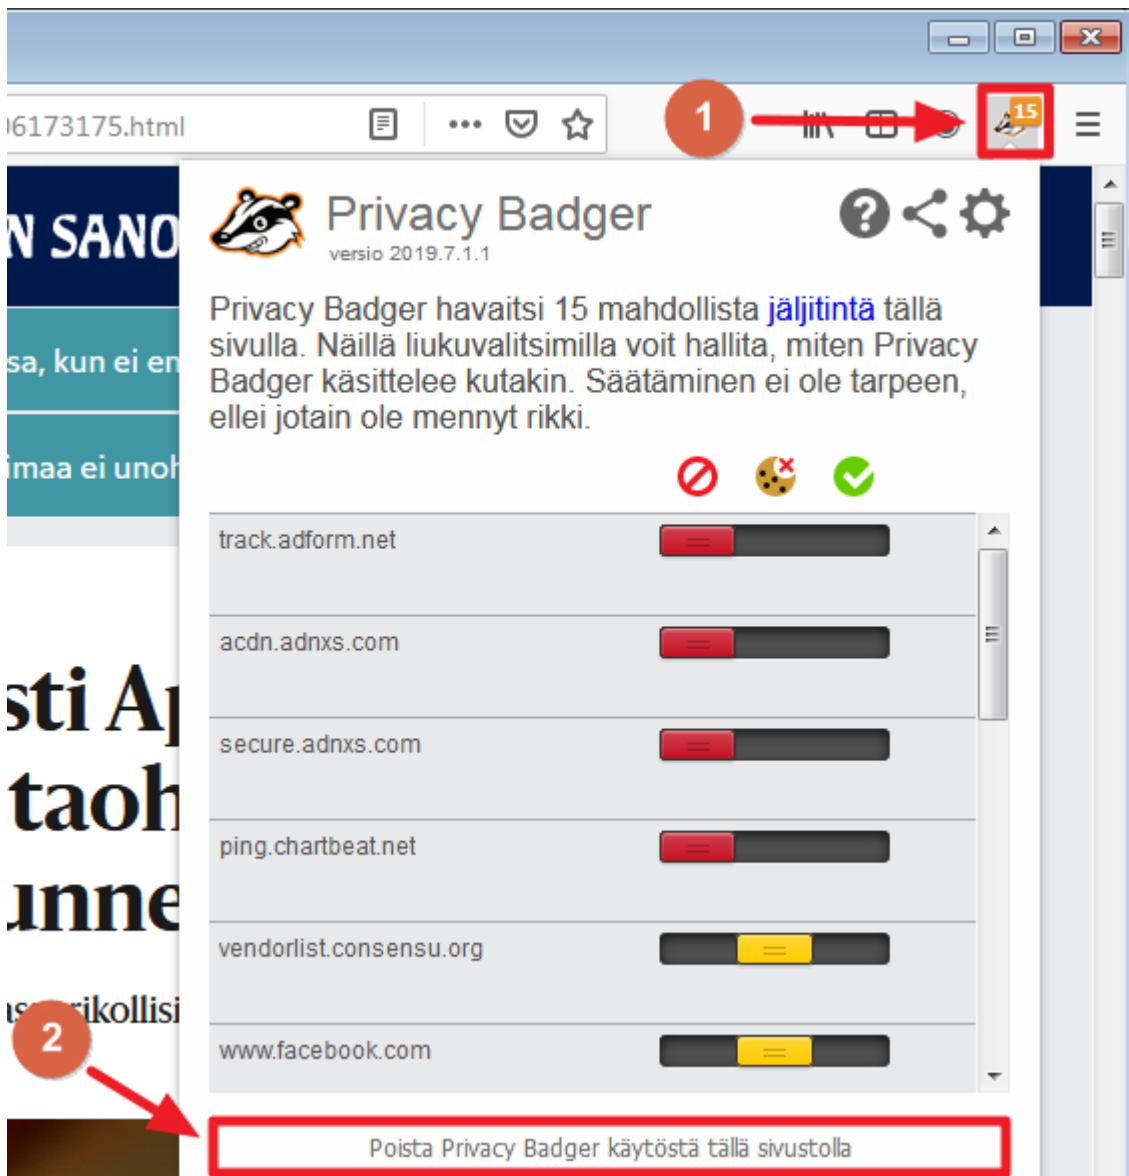 15
1
06173175.html
N SANO
Privacy Badger
versio 2019.7.1.1
Privacy Badger havaitsi 15 mahdollista jäljitintä tällä
sivulla. Näillä liukuvalitsimilla voit hallita, miten Privacy
Badger käsittelee kutakin. Säätäminen ei ole tarpeen,
ellei jotain ole mennyt rikki.
sa, kun ei en
imaa ei unoh
track.adform.net
acdn.adnxs.com
secure.adnxs.com
ping.chartbeat.net
vendorlist.consensu.org
www.facebook.com
sti Ap
taoh
unne
rikollisi
2
Poista Privacy Badger käytöstä tällä sivustolla